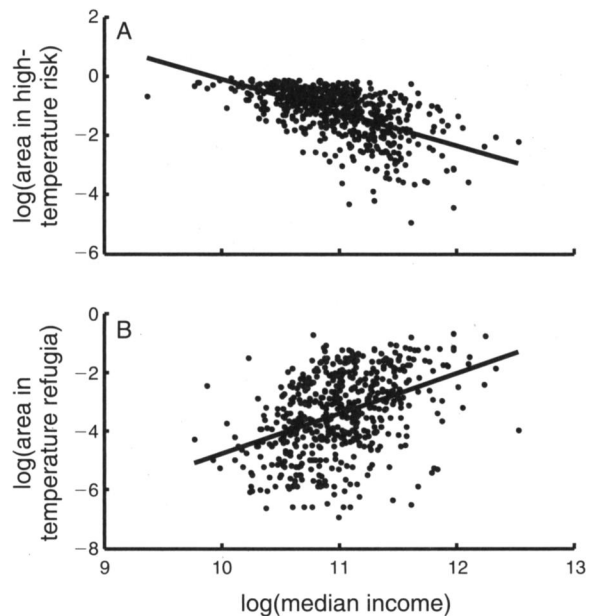 A
log(area in high-
temperature risk)
2
0
−2
−4
−6
B
log(area in
temperature refugia)
0
−2
−4
−6
−8
9
10
11
12
13
log(median income)